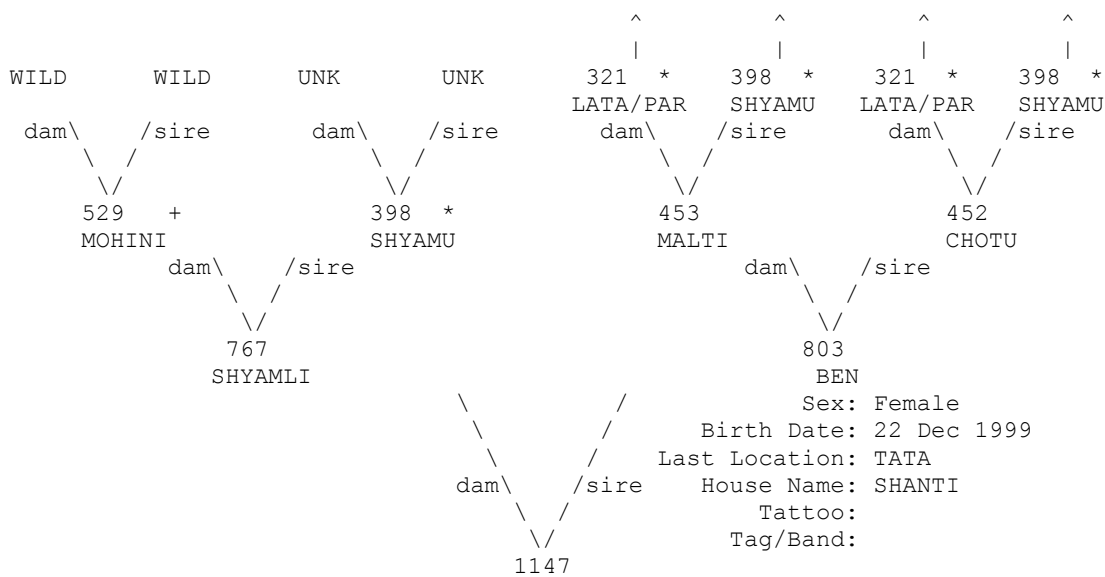 ^ ^ ^ ^
| | | |
WILD WILD UNK UNK 321 * 398 * 321 * 398 *
LATA/PAR SHYAMU LATA/PAR SHYAMU
dam\ /sire dam\ /sire dam\ /sire dam\ /sire
\ / \ / \ / \ /
\/ \/ \/ \/
529 + 398 * 453 452
MOHINI SHYAMU MALTI CHOTU
dam\ /sire dam\ /sire
\ / \ /
\/ \/
767 803
SHYAMLI BEN
\ / Sex: Female
\ / Birth Date: 22 Dec 1999
\ / Last Location: TATA
dam\ /sire House Name: SHANTI
\ / Tattoo:
\/ Tag/Band:
1147